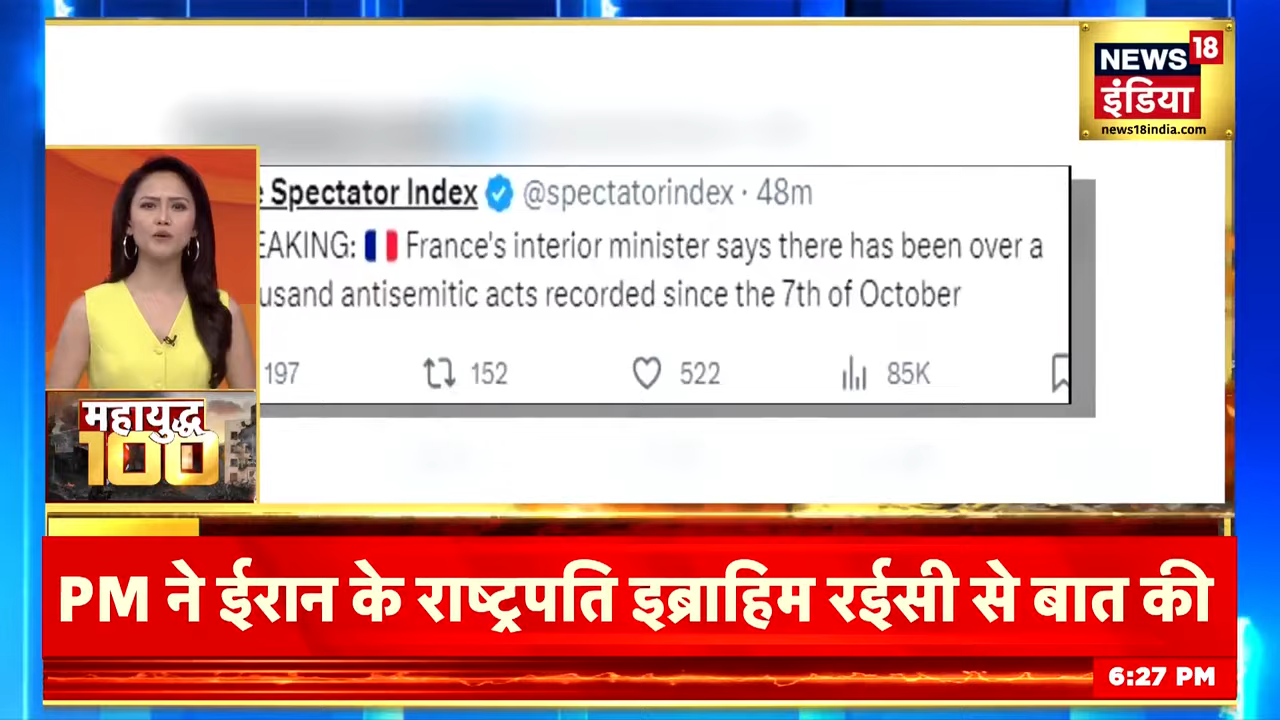 NEWS 18
इंडिया
news18india.com
Spectator Index @spectatorindex · 48m
EAKING: France's interior minister says there has been over a
usand antisemitic acts recorded since the 7th of October
197 152 522 85K
महायुद्ध
100
PM ने ईरान के राष्ट्रपति इब्राहिम रईसी से बात की
6:27 PM